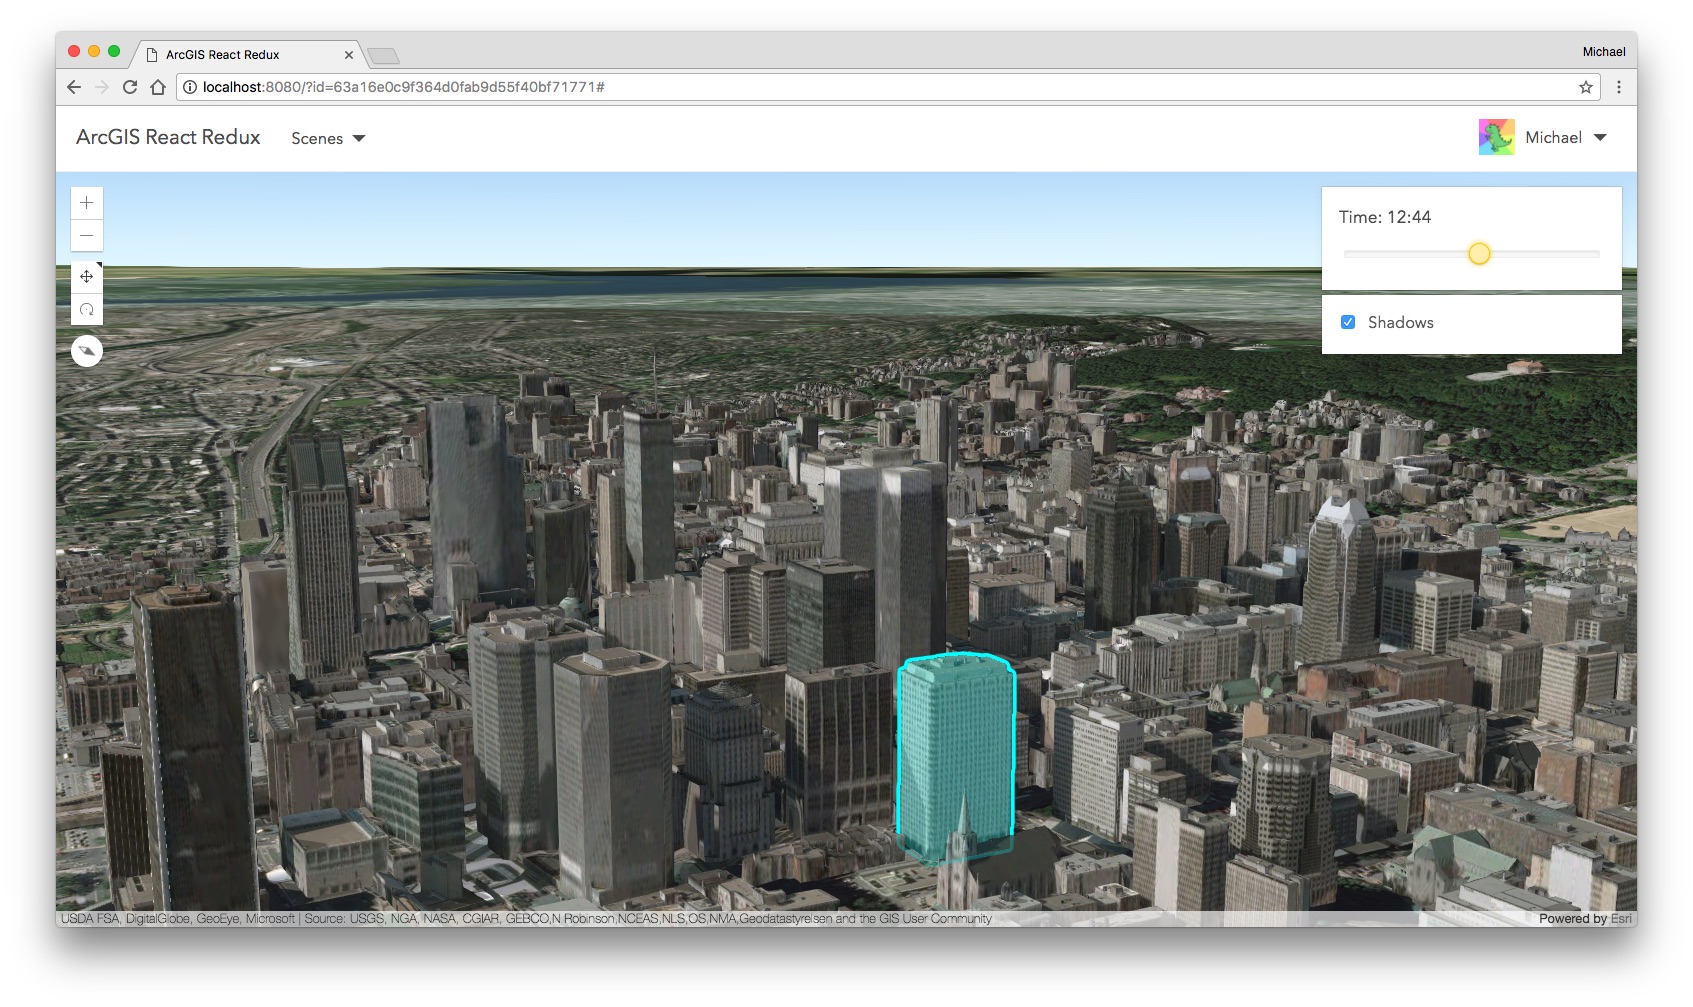 ArcGIS React Redux
Michael
localhost:8080/?id=63a16e0c9f364d0fab9d55f40bf71771#
ArcGIS React Redux
Scenes
Michael
Time: 12:44
Shadows
USDA FSA, DigitalGlobe, GeoEye, Microsoft | Source: USGS, NGA, NASA, CGIAR, GEBCO,N Robinson,NCEAS,NLS,OS,NMA,Geodatastyrelsen and the GIS User Community
Powered by Esri